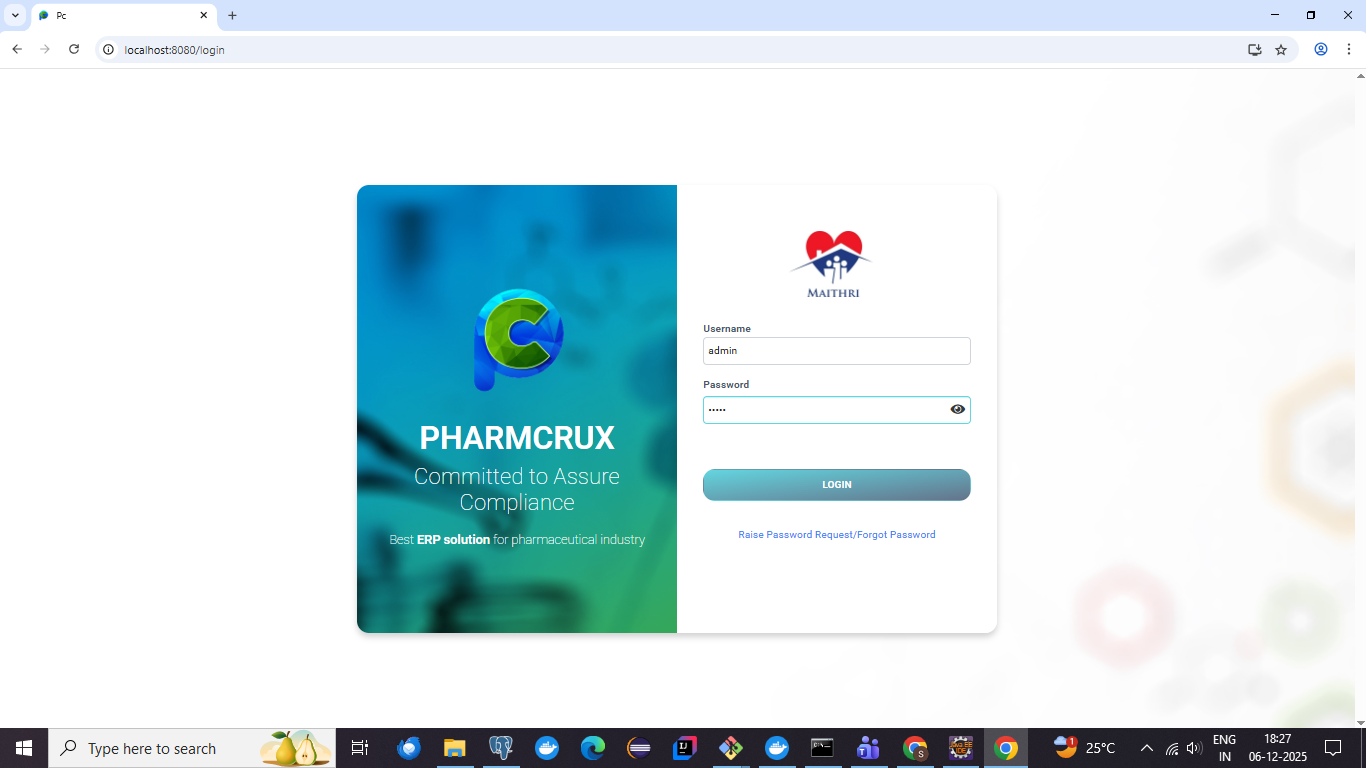 Pc
localhost:8080/login
MAITHRI
Username
admin
PHARMCRUX
Committed to Assure
Compliance
Best ERP solution for pharmaceutical industry
Password
•••••
LOGIN
Raise Password Request/Forgot Password
Type here to search
1
25°C
ENG
IN
18:27
06-12-2025